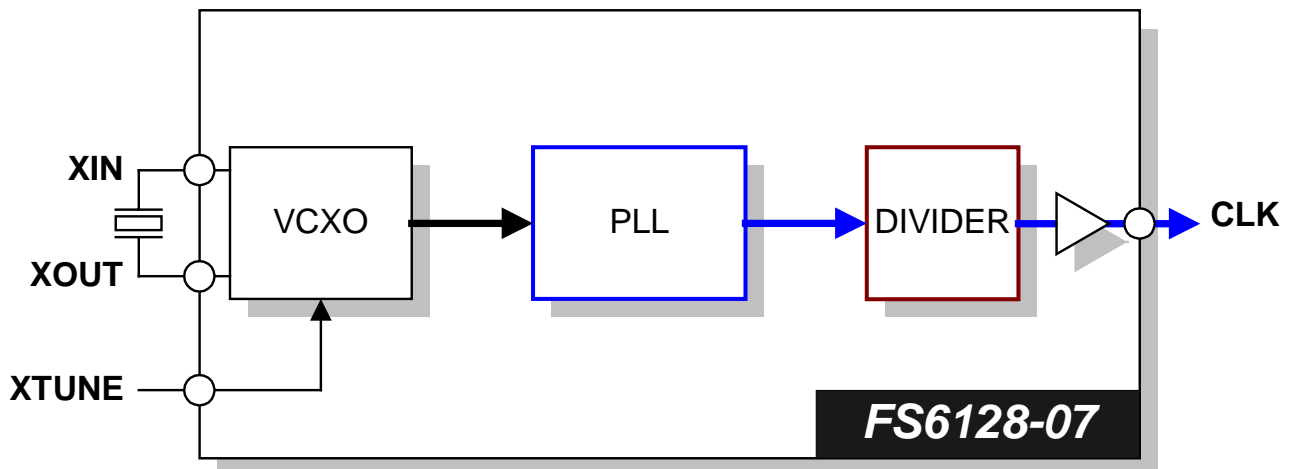 XIN
VCXO
PLL
DIVIDER
CLK
XOUT
XTUNE
FS6128-07